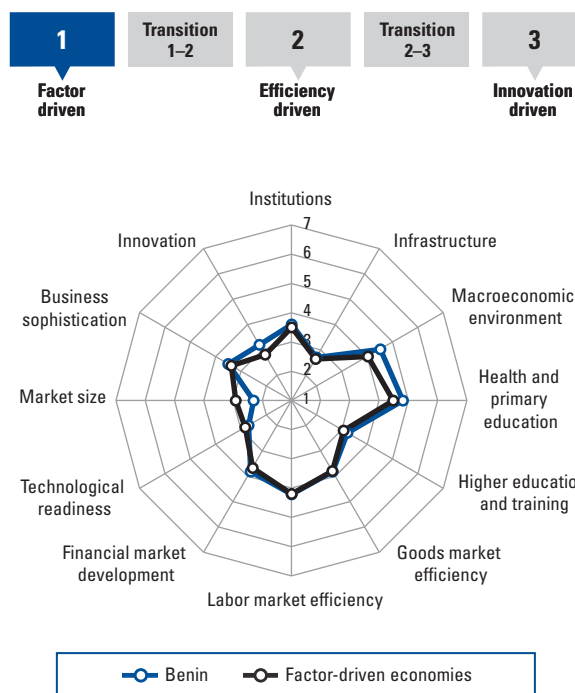 1
Transition
1–2
2
Transition
2–3
3
Factor
driven
Efficiency
driven
Innovation
driven
Institutions
7
6
5
4
3
2
1
Infrastructure
Macroeconomic
environment
Health and
primary
education
Higher educatio
and training
Goods market
efficiency
Labor market efficiency
Financial market
development
Technological
readiness
Market size
Business
sophistication
Innovation
Benin
Factor-driven economies